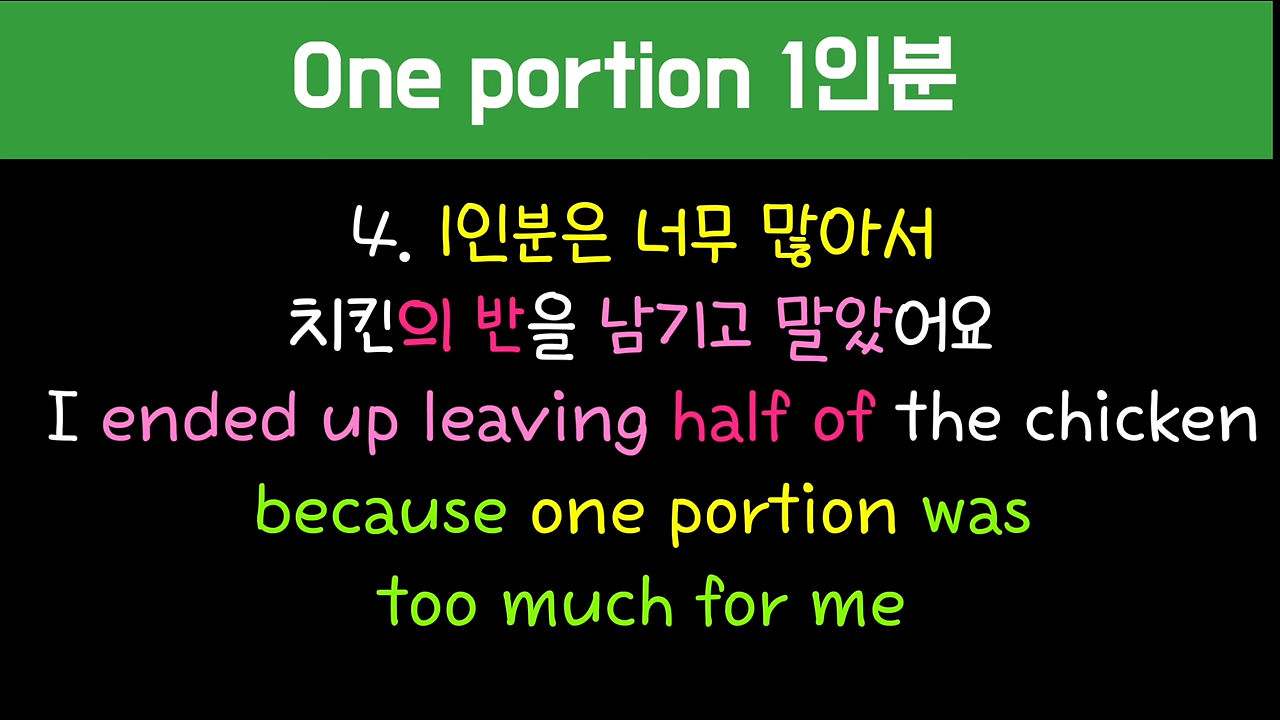 One portion 1인분
4. 1인분은 너무 많아서
치킨의 반을 남기고 말았어요
I ended up leaving half of the chicken
because one portion was
too much for me